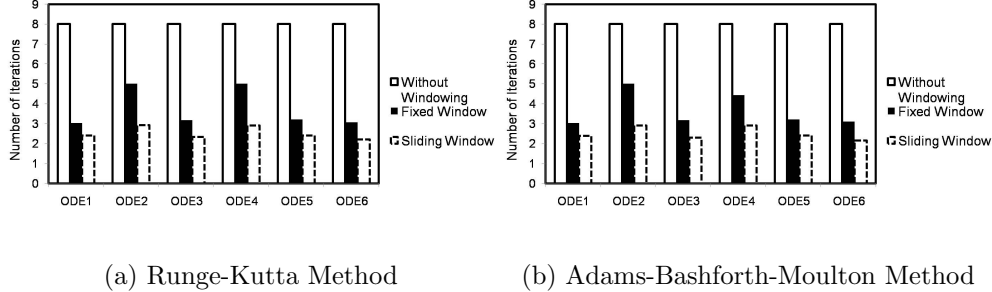 9
8
7
6
5
4
3
2
1
0
Number of Iterations
ODE1 ODE2 ODE3 ODE4 ODE5 ODE6
Without
Windowing
Fixed Window
Sliding Window
(a) Runge-Kutta Method
9
8
7
6
5
4
3
2
1
0
Number of Iterations
ODE1 ODE2 ODE3 ODE4 ODE5 ODE6
Without
Windowing
Fixed Window
Sliding Window
(b) Adams-Bashforth-Moulton Method